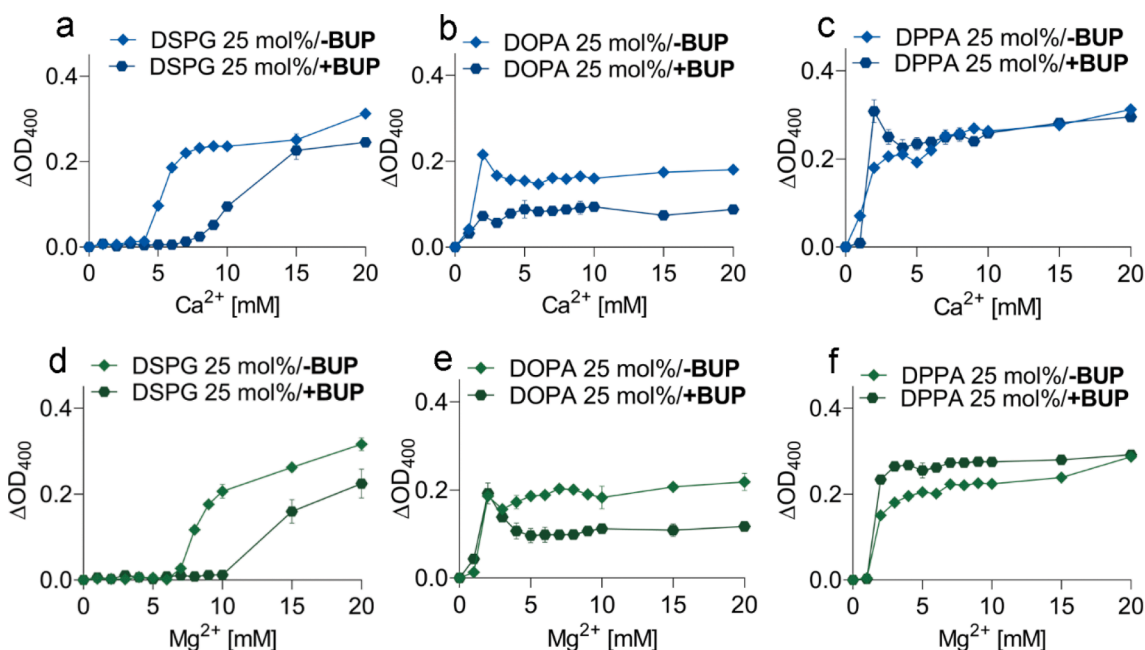 a
DSPG 25 mol%/-BUP
DSPG 25 mol%/+BUP
0.4
0.2
0.0
ΔOD400
0 5 10 15 20
Ca2+ [mM]
b
DOPA 25 mol%/-BUP
DOPA 25 mol%/+BUP
0.4
0.2
0.0
ΔOD400
0 5 10 15 20
Ca2+ [mM]
c
DPPA 25 mol%/-BUP
DPPA 25 mol%/+BUP
0.4
0.2
0.0
ΔOD400
0 5 10 15 20
Ca2+ [mM]
d
DSPG 25 mol%/-BUP
DSPG 25 mol%/+BUP
0.4
0.2
0.0
ΔOD400
0 5 10 15 20
Mg2+ [mM]
e
DOPA 25 mol%/-BUP
DOPA 25 mol%/+BUP
0.4
0.2
0.0
ΔOD400
0 5 10 15 20
Mg2+ [mM]
f
DPPA 25 mol%/-BUP
DPPA 25 mol%/+BUP
0.4
0.2
0.0
ΔOD400
0 5 10 15 20
Mg2+ [mM]